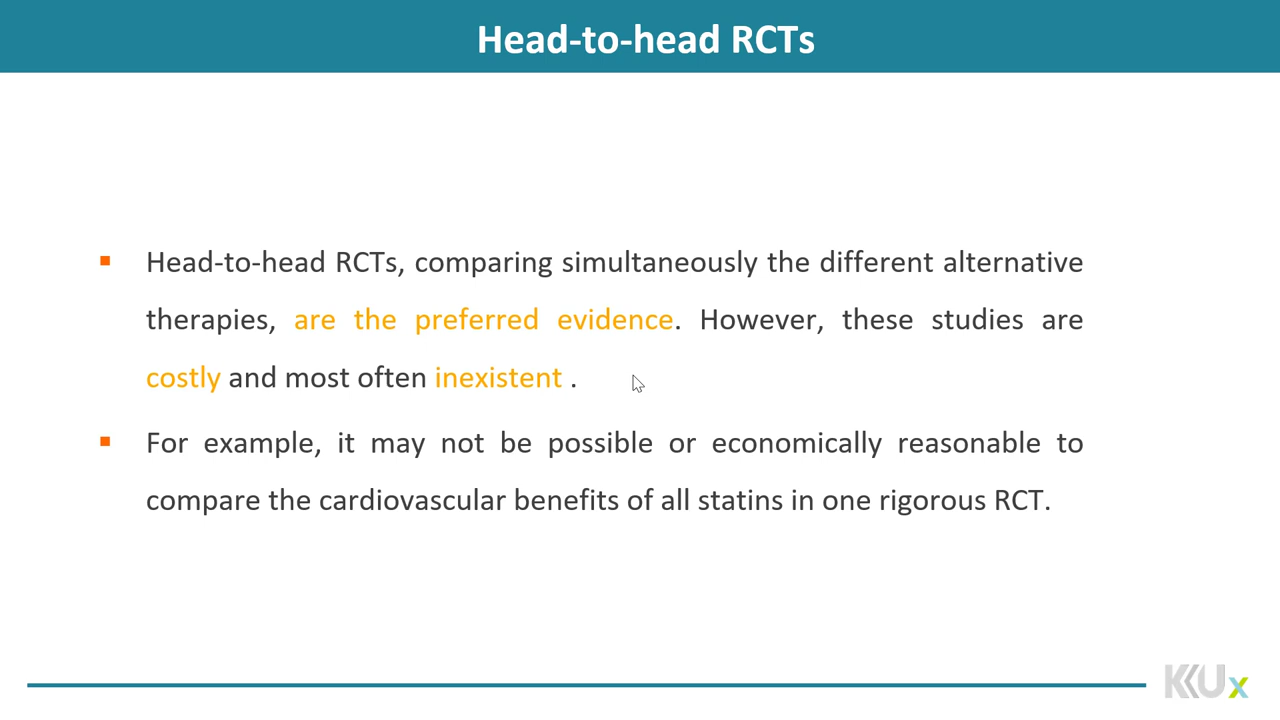 Head-to-head RCTs
Head-to-head RCTs, comparing simultaneously the different alternative
therapies, are the preferred evidence. However, these studies are
costly and most often inexistent .
For example, it may not be possible or economically reasonable to
compare the cardiovascular benefits of all statins in one rigorous RCT.
KKUx